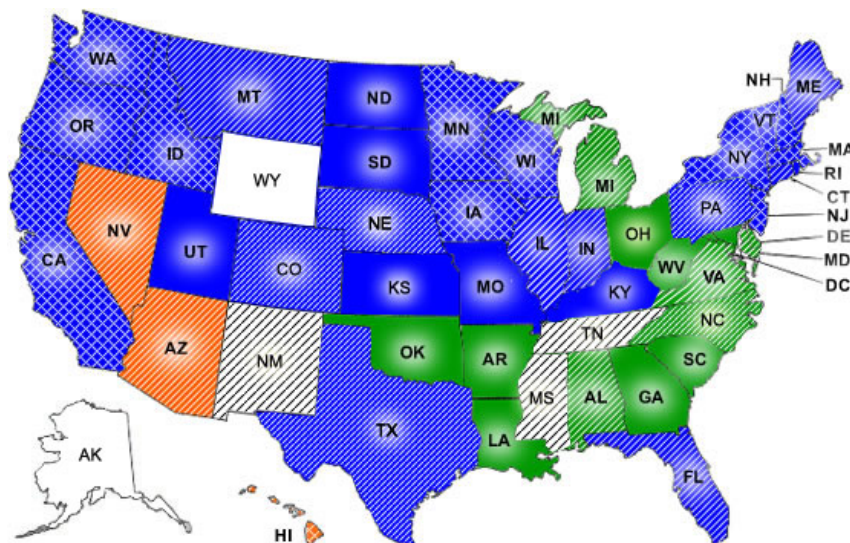 WA
MT
ND
MN
MI
NH
ME
VT
OR
ID
SD
WI
NY
MA
WY
MI
RI
IA
CT
NE
PA
NJ
NV
IL
IN
OH
DE
CA
UT
CO
WV
MD
VA
KS
MO
KY
DC
NC
AZ
NM
OK
AR
TN
SC
MS
AL
GA
TX
LA
AK
FL
HI